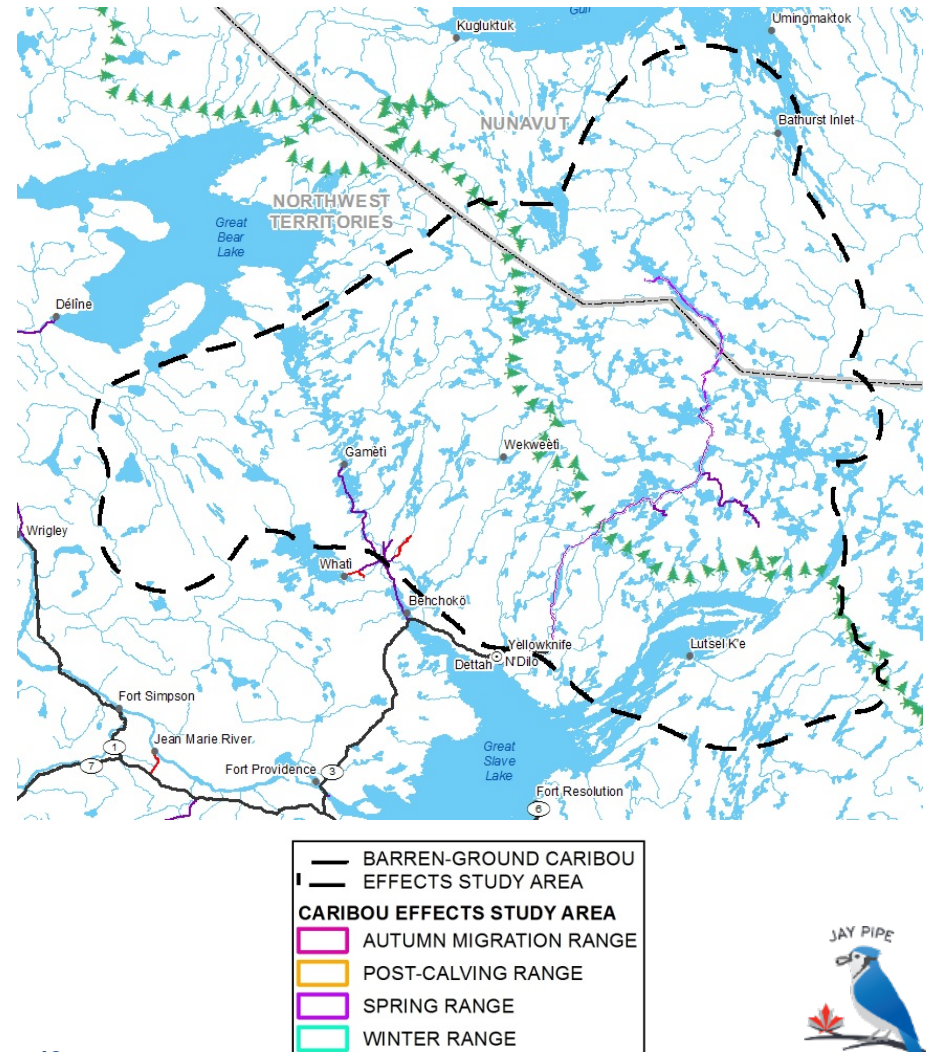 Gulf
Umingmaktok
Kugluktuk
NUNAVUT
Bathurst Inlet
NORTHWEST
TERRITORIES
Great
Bear
Lake
Délîne
Wekweètì
Gamètì
Wrigley
Whatì
Behchokö
Yellowknife
Lutsel K'e
Dettah
N'Dilo
Fort Simpson
Jean Marie River
Great
Slave
Lake
1
7
Fort Providence
3
Fort Resolution
6
BARREN-GROUND CARIBOU
EFFECTS STUDY AREA
CARIBOU EFFECTS STUDY AREA
AUTUMN MIGRATION RANGE
POST-CALVING RANGE
SPRING RANGE
WINTER RANGE
JAY PIPE